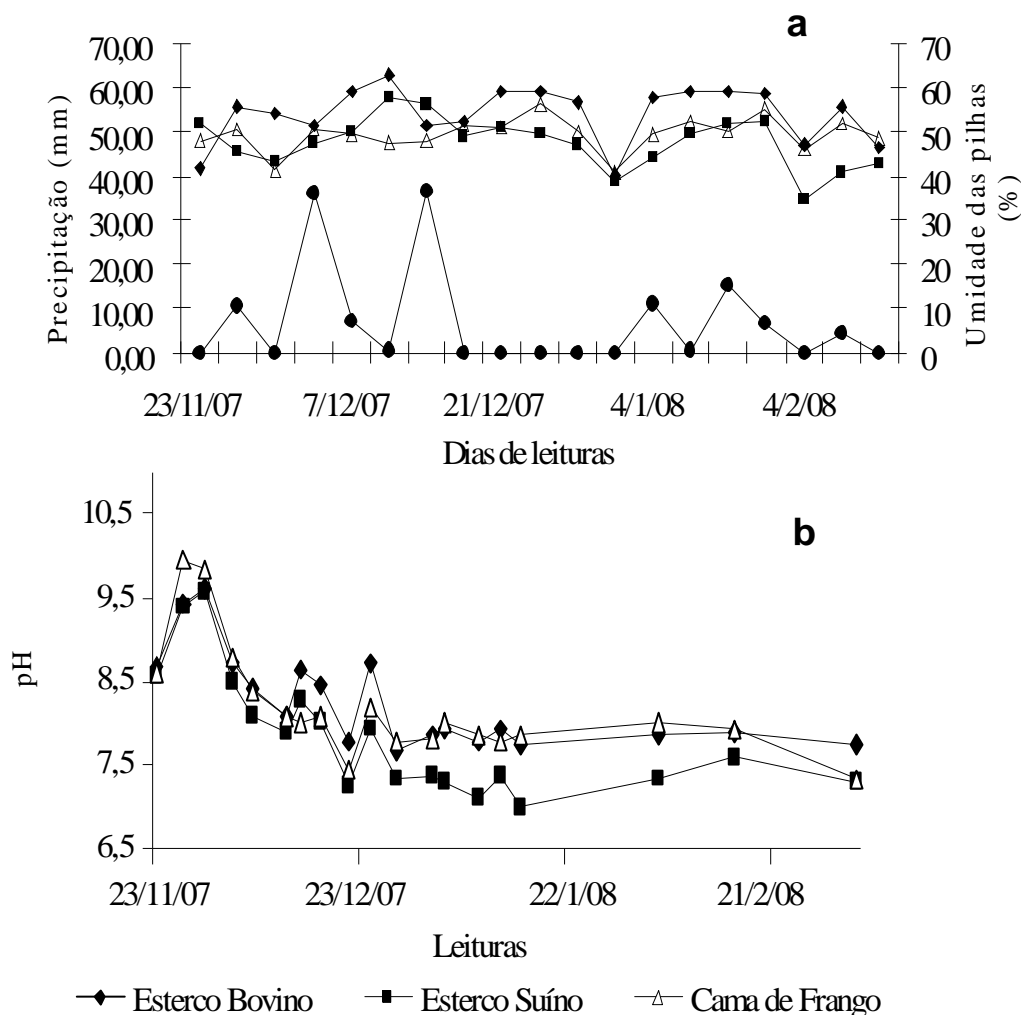 a
Precipitação (mm)
70,00
60,00
50,00
40,00
30,00
20,00
10,00
0,00
70
60
50
40
30
20
10
0
Umidade das pilhas
(%)
23/11/07 7/12/07 21/12/07 4/1/08 4/2/08
Dias de leituras
b
pH
10,5
9,5
8,5
7,5
6,5
23/11/07 23/12/07 22/1/08 21/2/08
Leituras
Esterco Bovino Esterco Suíno Cama de Frango